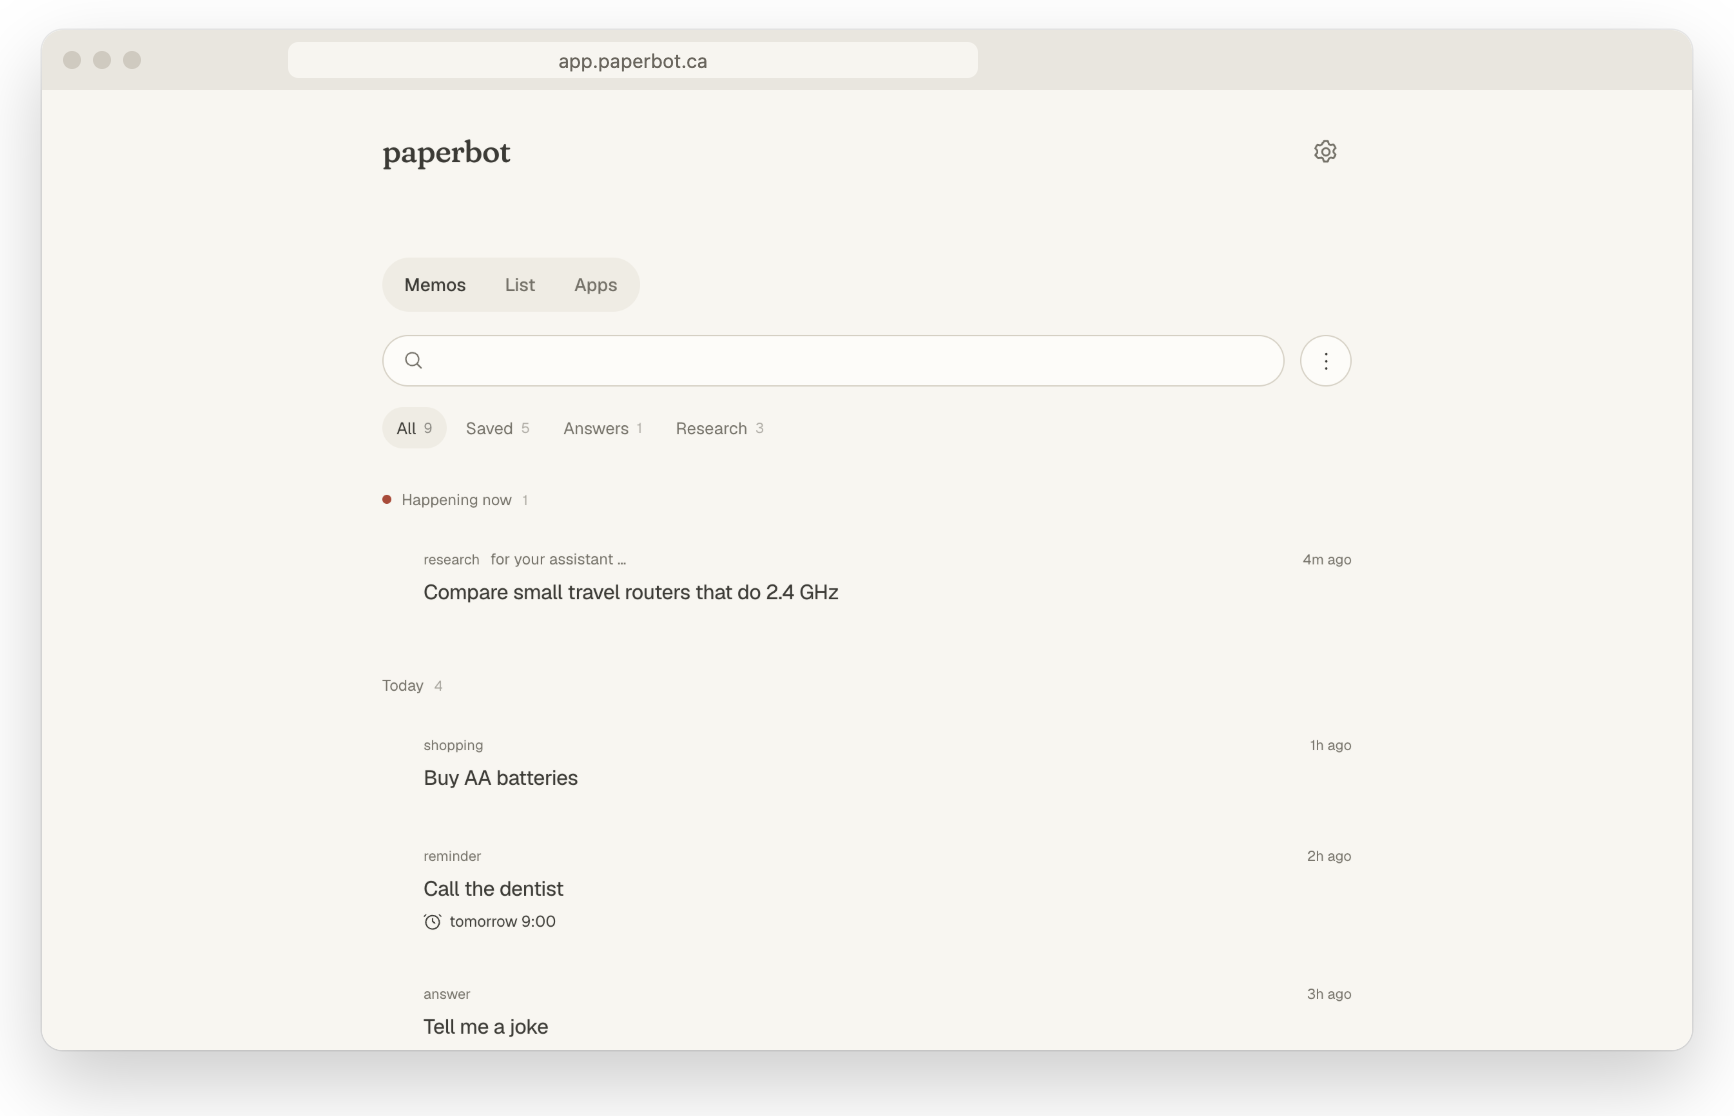 app.paperbot.ca
paperbot
Memos List Apps
All 9 Saved 5 Answers 1 Research 3
Happening now 1
research for your assistant ... 4m ago
Compare small travel routers that do 2.4 GHz
Today 4
shopping 1h ago
Buy AA batteries
reminder 2h ago
Call the dentist
tomorrow 9:00
answer 3h ago
Tell me a joke